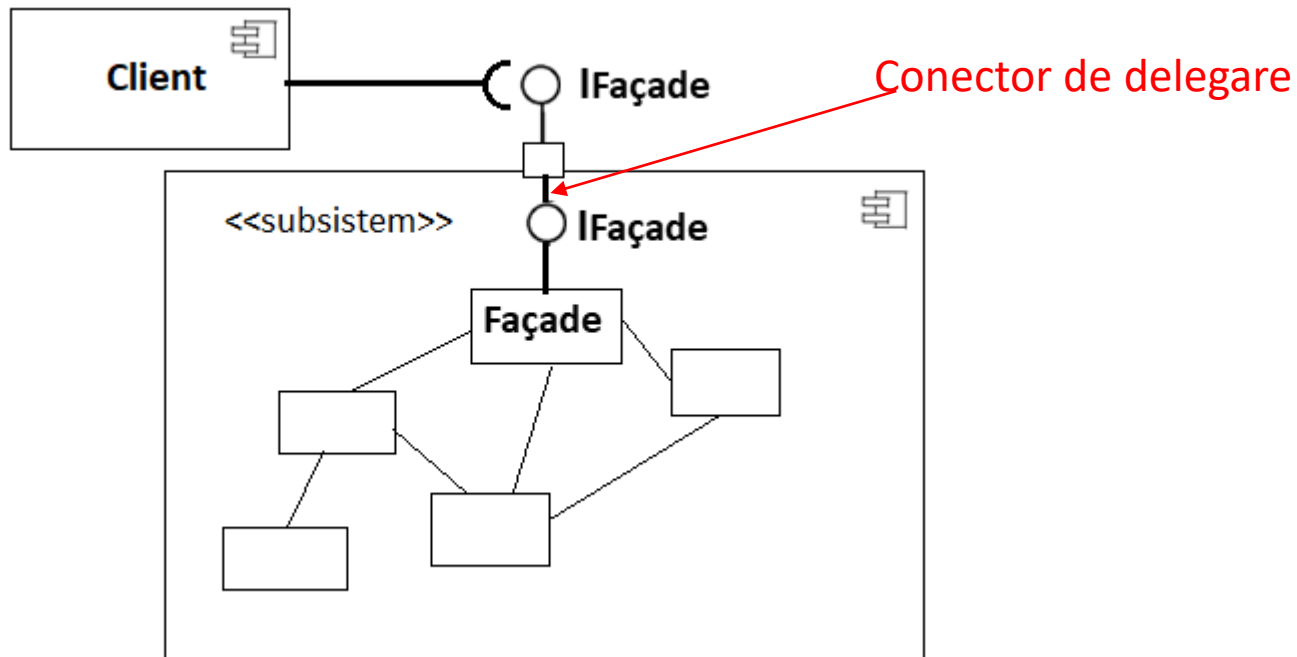 Client
IFaçade
Conector de delegare
<<subsistem>>
IFaçade
Façade